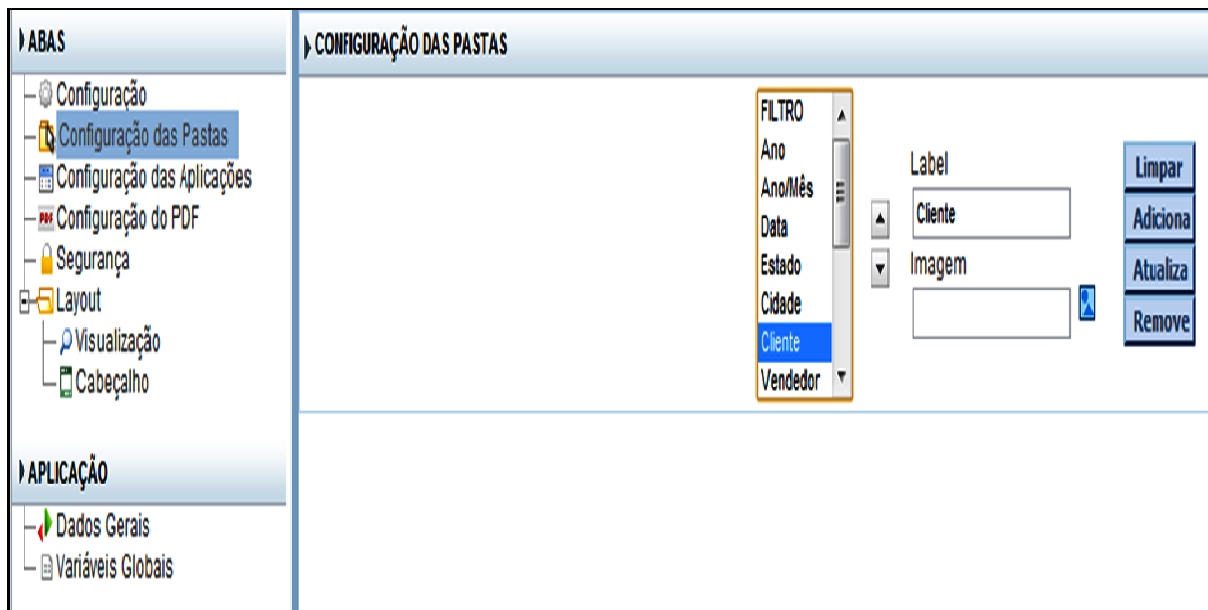 ABAS
Configuração
Configuração das Pastas
Configuração das Aplicações
PDF Configuração do PDF
Segurança
Layout
Visualização
Cabeçalho
APLICAÇÃO
Dados Gerais
Variáveis Globais
CONFIGURAÇÃO DAS PASTAS
FILTRO
Ano
Ano/Mês
Data
Estado
Cidade
Cliente
Vendedor
Label
Cliente
Imagem
Limpar
Adiciona
Atualiza
Remove